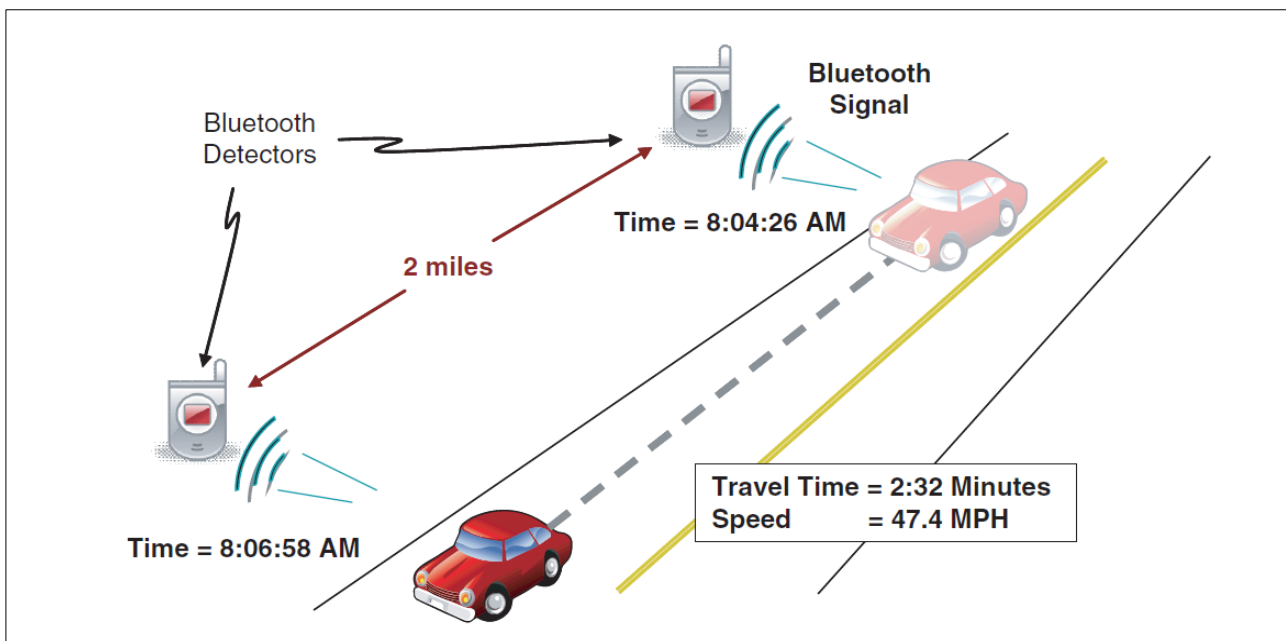 Bluetooth
Signal
Bluetooth
Detectors
Time = 8:04:26 AM
2 miles
Travel Time = 2:32 Minutes
Speed = 47.4 MPH
Time = 8:06:58 AM